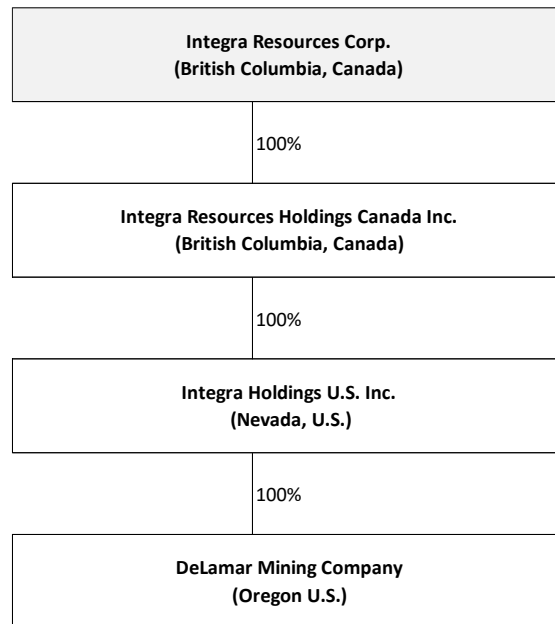 Integra Resources Corp.
(British Columbia, Canada)
100%
Integra Resources Holdings Canada Inc.
(British Columbia, Canada)
100%
Integra Holdings U.S. Inc.
(Nevada, U.S.)
100%
DeLamar Mining Company
(Oregon U.S.)